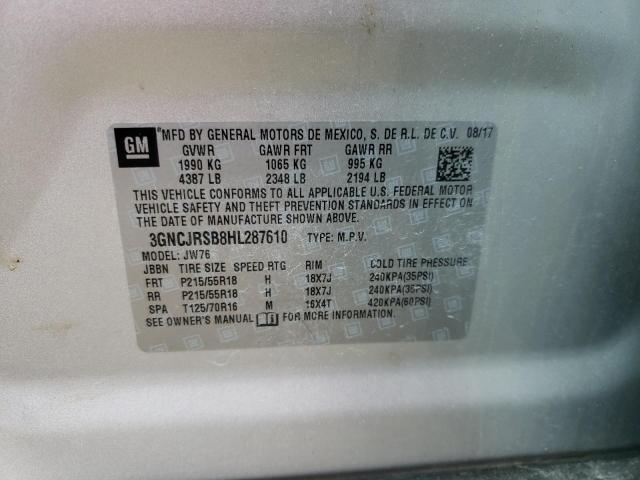 GM
MFD BY GENERAL MOTORS DE MEXICO, S. DE R.L. DE C.V. 08/17
GVWR GAWR FRT GAWR RR
1990 KG 1065 KG 995 KG
4387 LB 2348 LB 2194 LB
THIS VEHICLE CONFORMS TO ALL APPLICABLE U.S. FEDERAL MOTOR
VEHICLE SAFETY AND THEFT PREVENTION STANDARDS IN EFFECT
ON THE DATE OF MANUFACTURE SHOWN ABOVE.
3GNCJRSB8HL287610 TYPE: M.P.V.
MODEL: JW76
JBBN TIRE SIZE SPEED RTG RIM COLD TIRE PRESSURE
FRT P215/55R18 H 18X7J 240KPA(35PSI)
RR P215/55R18 H 18X7J 240KPA(35PSI)
SPA T125/70R16 M 16X4T 420KPA(60PSI)
SEE OWNER'S MANUAL FOR MORE INFORMATION.